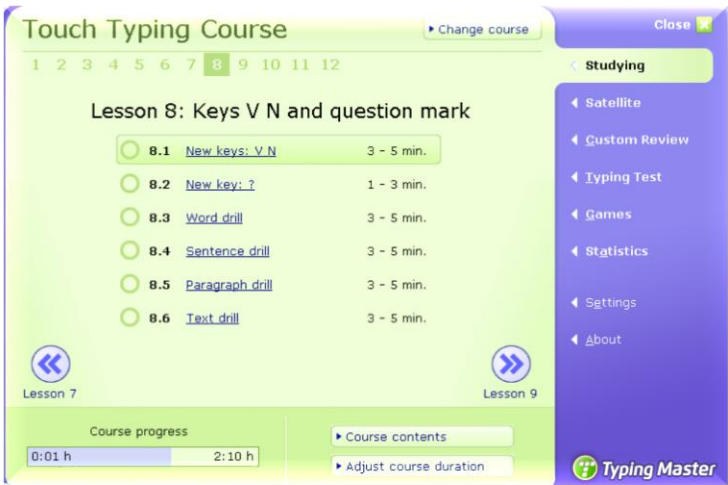 Touch Typing Course
Change course
Close
1 2 3 4 5 6 7 8 9 10 11 12
Studying
Lesson 8: Keys V N and question mark
Satellite
8.1 New keys: V N 3 - 5 min.
Custom Review
8.2 New key: ? 1 - 3 min.
Typing Test
8.3 Word drill 3 - 5 min.
Games
8.4 Sentence drill 3 - 5 min.
Statistics
8.5 Paragraph drill 3 - 5 min.
Settings
8.6 Text drill 3 - 5 min.
About
Lesson 7
Lesson 9
Course progress
Course contents
0:01 h 2:10 h
Adjust course duration
Typing Master